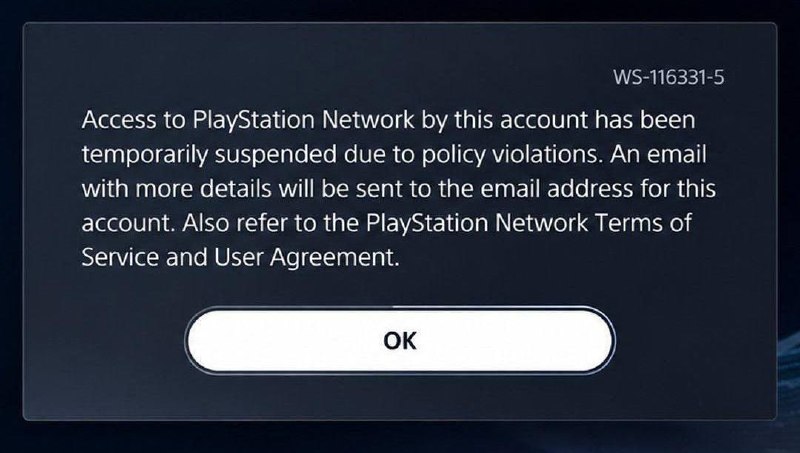 WS-116331-5
Access to PlayStation Network by this account has been
temporarily suspended due to policy violations. An email
with more details will be sent to the email address for this
account. Also refer to the PlayStation Network Terms of
Service and User Agreement.
OK